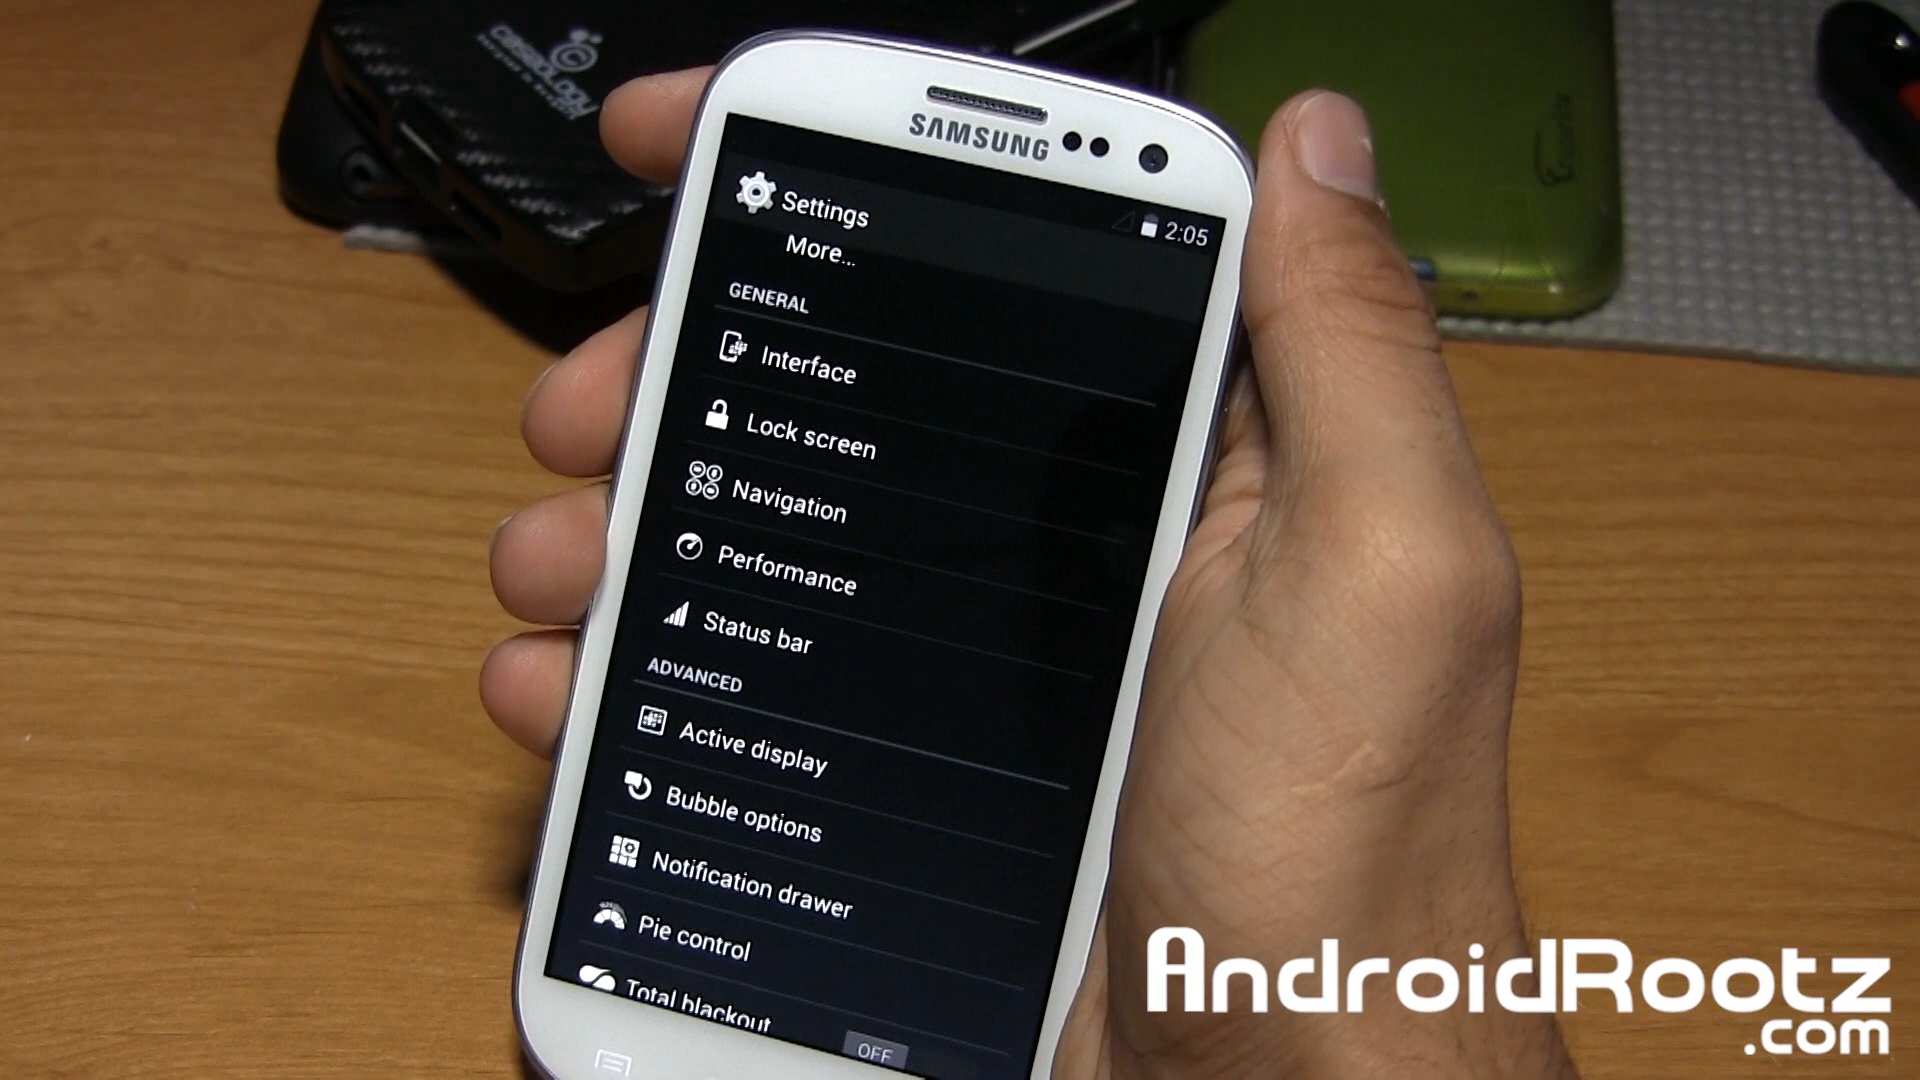 caseology
SAMSUNG
2:05
Settings
More...
GENERAL
Interface
Lock screen
Navigation
Performance
Status bar
ADVANCED
Active display
Bubble options
Notification drawer
Pie control
Total blackout
OFF
AndroidRootz
.com